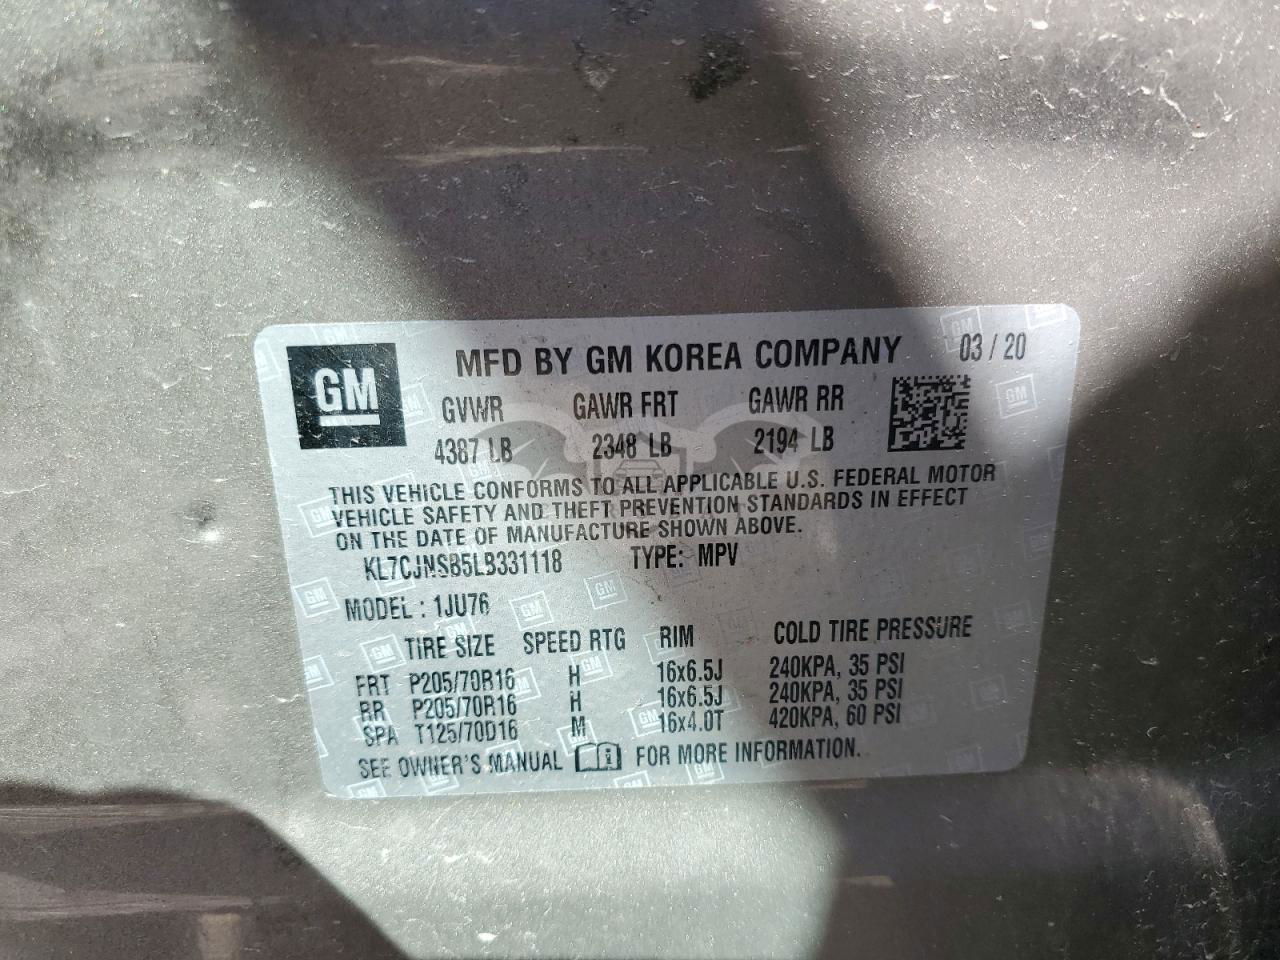 GM
MFD BY GM KOREA COMPANY 03 / 20
GVWR GAWR FRT GAWR RR
4387 LB 2348 LB 2194 LB
THIS VEHICLE CONFORMS TO ALL APPLICABLE U.S. FEDERAL MOTOR
VEHICLE SAFETY AND THEFT PREVENTION STANDARDS IN EFFECT
ON THE DATE OF MANUFACTURE SHOWN ABOVE.
KL7CJNSB5LB331118 TYPE: MPV
MODEL : 1JU76
TIRE SIZE SPEED RTG RIM COLD TIRE PRESSURE
FRT P205/70R16 H 16x6.5J 240KPA, 35 PSI
RR P205/70R16 H 16x6.5J 240KPA, 35 PSI
SPA T125/70D16 M 16x4.0T 420KPA, 60 PSI
SEE OWNER'S MANUAL FOR MORE INFORMATION.